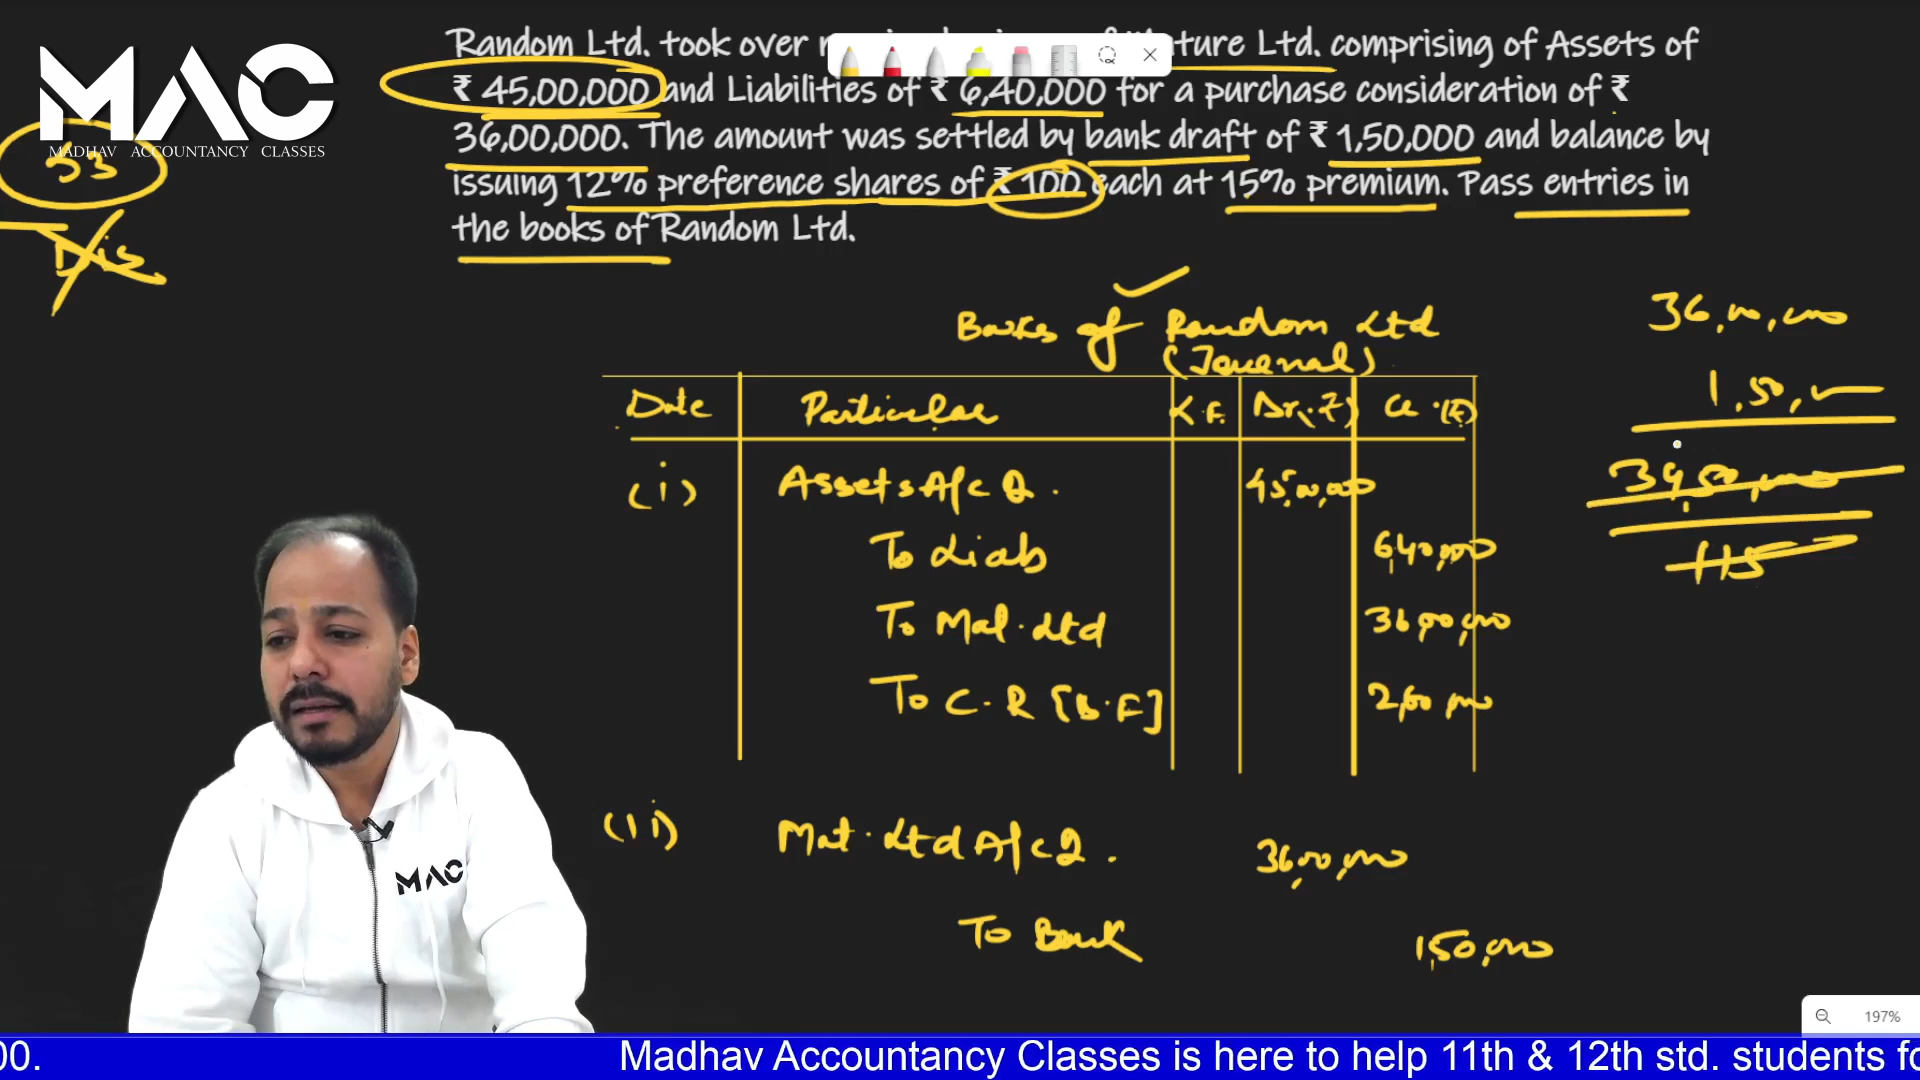 Random Ltd. took over Mature Ltd. comprising of Assets of
₹ 45,00,000 and Liabilities of ₹ 6,40,000 for a purchase consideration of ₹
36,00,000. The amount was settled by bank draft of ₹ 1,50,000 and balance by
issuing 12% preference shares of ₹ 100 each at 15% premium. Pass entries in
the books of Random Ltd.
MAC
MADHAV ACCOUNTANCY CLASSES
Dis
Books of Random Ltd
(Journal)
Date Particular L.F. Dr.(₹) Cr.(₹)
(i) Assets A/c D. 45,00,000
To Liab 6,40,000
To Mat. Ltd 36,00,000
To C.R [B.F] 2,60,000
(ii) Mat. Ltd A/c D. 36,00,000
To Bank 1,50,000
36,00,000
1,50,
34,50,000
115
MAC
197%
00. Madhav Accountancy Classes is here to help 11th & 12th std. students fo